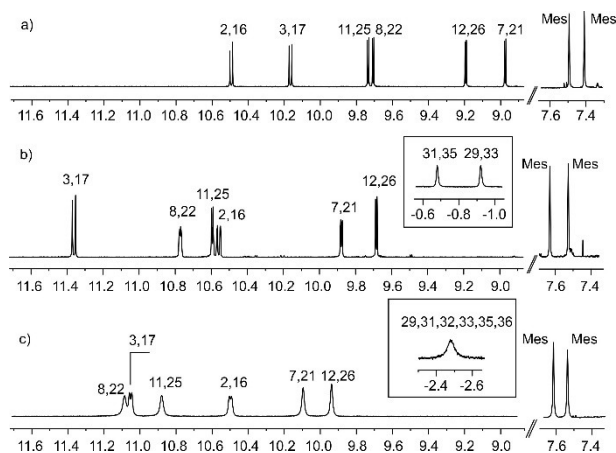 a) 2,16 3,17 11,25 8,22 12,26 7,21 Mes Mes
11.6 11.4 11.2 11.0 10.8 10.6 10.4 10.2 10.0 9.8 9.6 9.4 9.2 9.0 7.6 7.4
b) 3,17 8,22 11,25 2,16 7,21 12,26 Mes Mes
31,35 29,33
-0.6 -0.8 -1.0
11.6 11.4 11.2 11.0 10.8 10.6 10.4 10.2 10.0 9.8 9.6 9.4 9.2 9.0 7.6 7.4
c) 3,17 8,22 11,25 2,16 7,21 12,26 Mes Mes
29,31,32,33,35,36
-2.4 -2.6
11.6 11.4 11.2 11.0 10.8 10.6 10.4 10.2 10.0 9.8 9.6 9.4 9.2 9.0 7.6 7.4